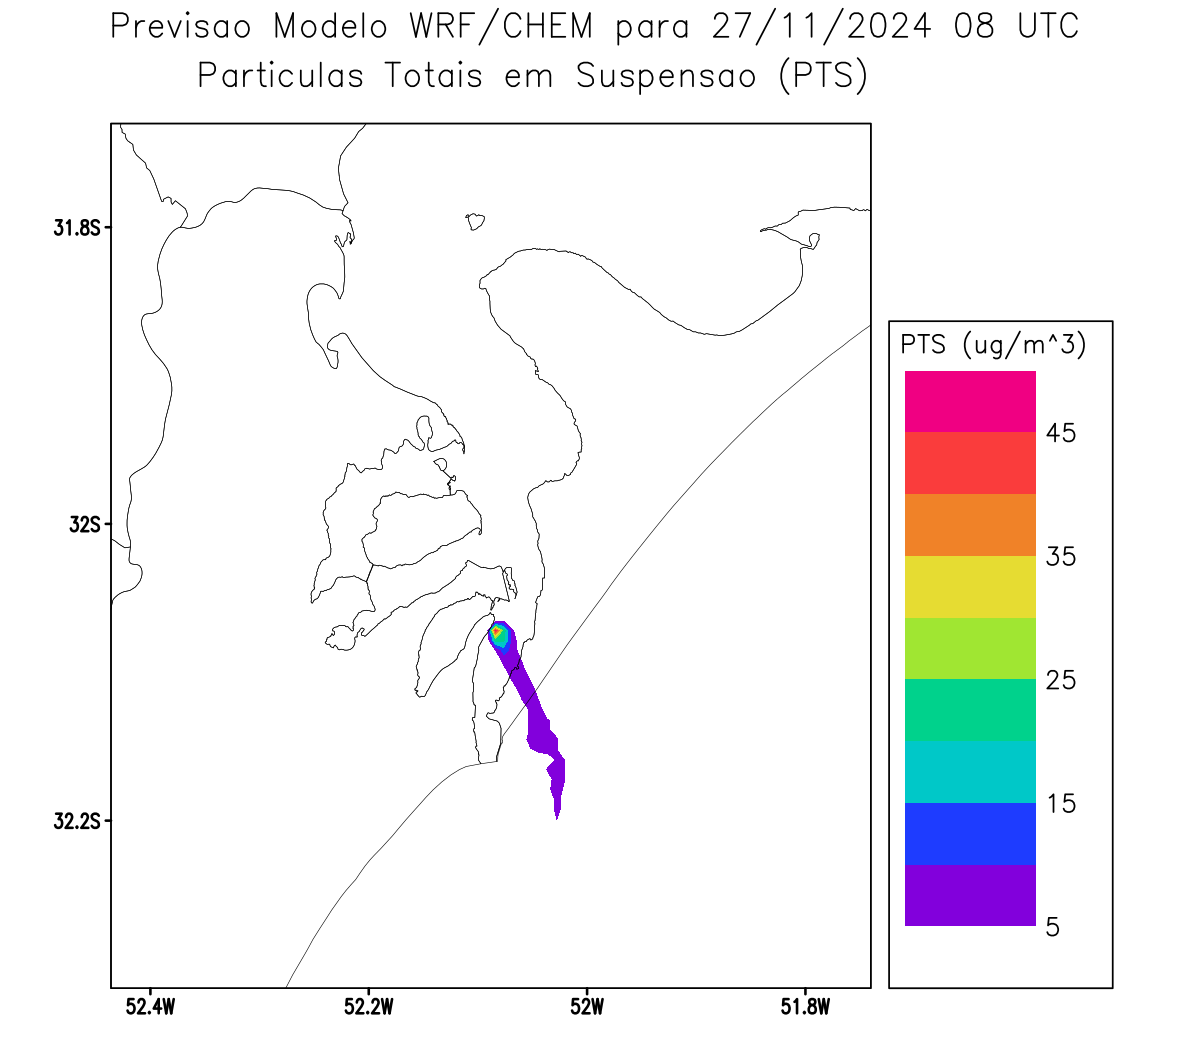 Previsao Modelo WRF/CHEM para 27/11/2024 08 UTC
Particulas Totais em Suspensao (PTS)
31.8S
32S
32.2S
52.4W
52.2W
52W
51.8W
PTS (ug/m^3)
45
35
25
15
5